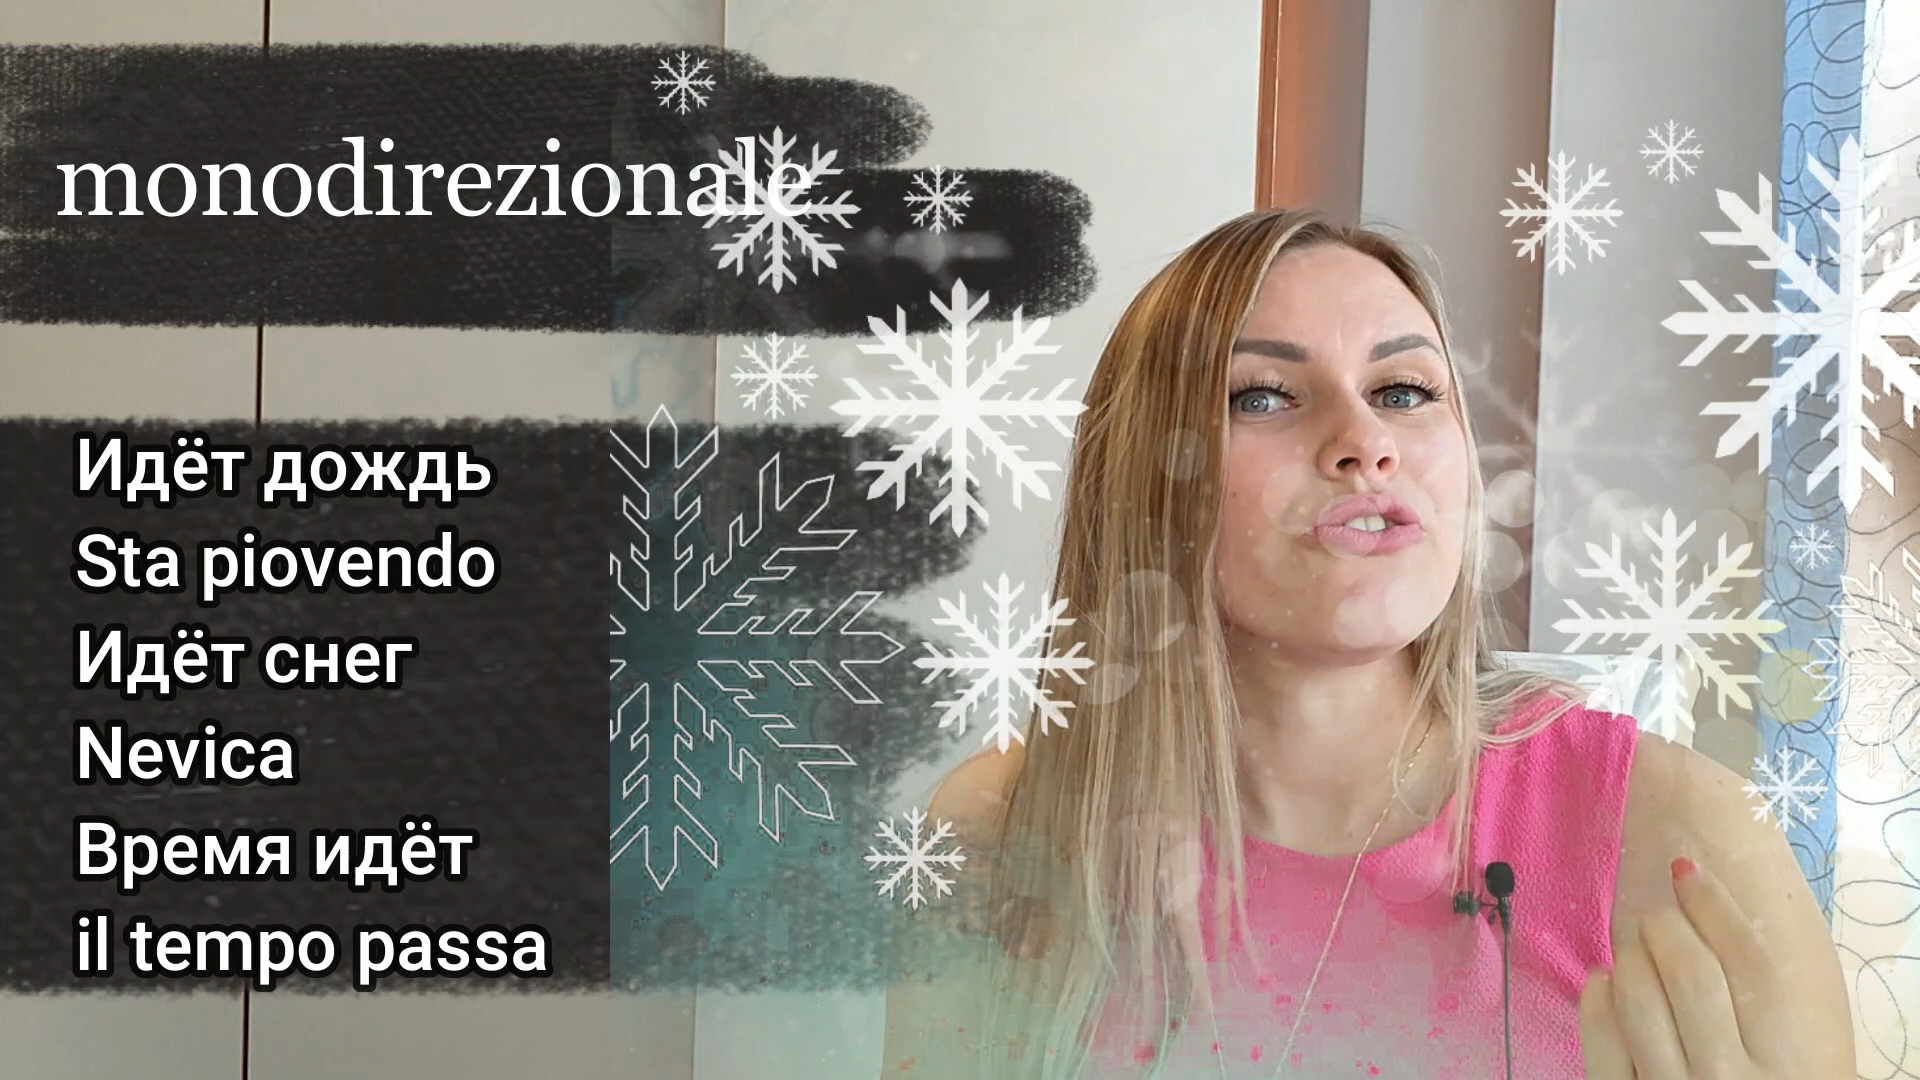 monodirezionale
Идёт дождь
Sta piovendo
Идёт снег
Nevica
Время идёт
il tempo passa